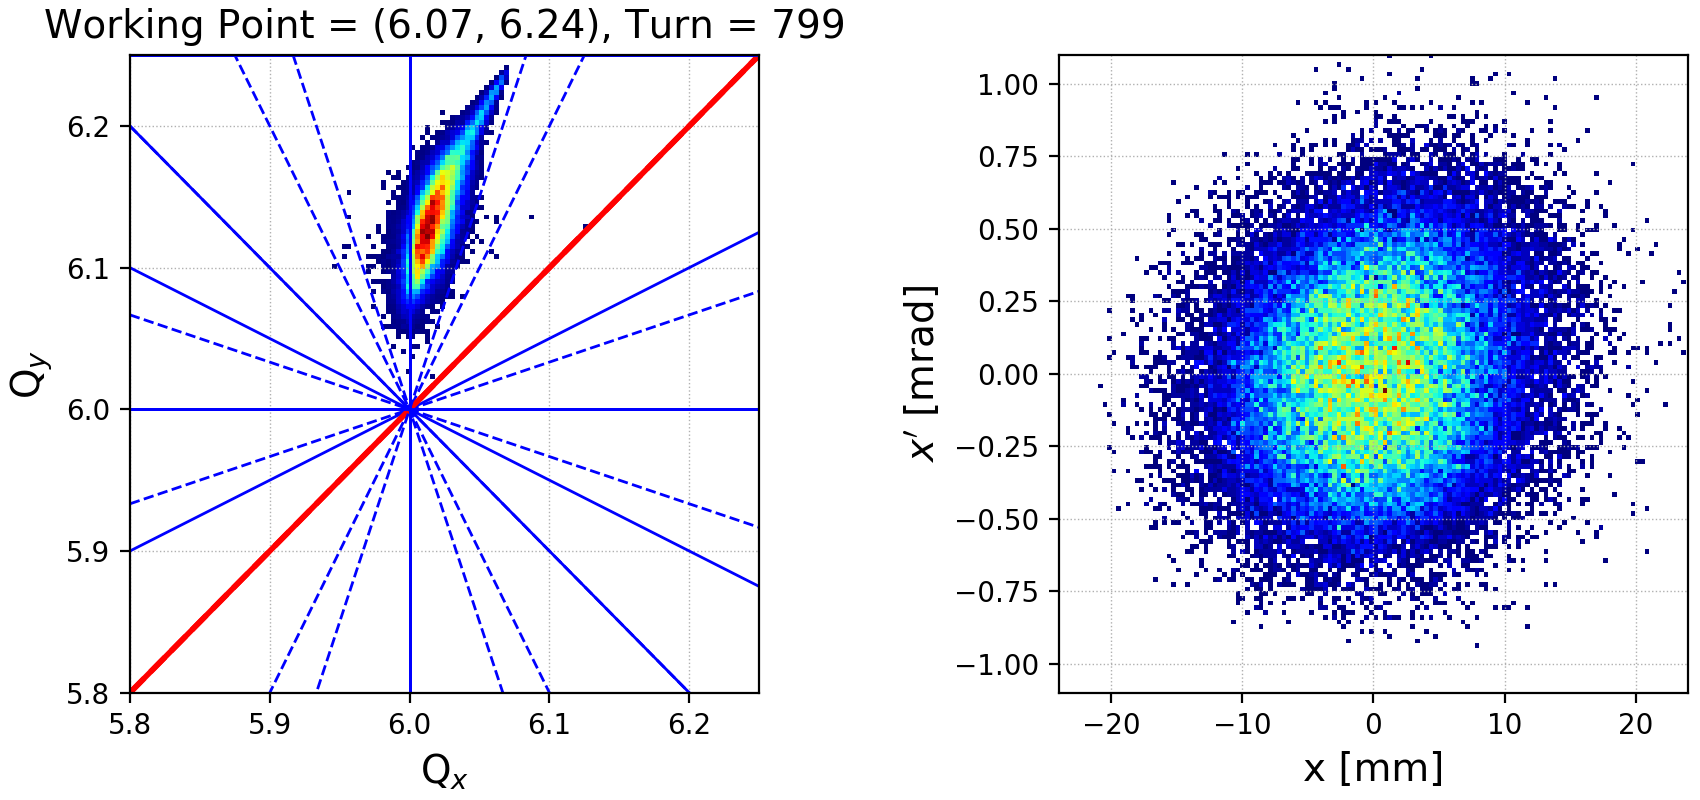 Working Point = (6.07, 6.24), Turn = 799
6.2
6.1
6.0
5.9
5.8
Q_y
5.8 5.9 6.0 6.1 6.2
Q_x
1.00
0.75
0.50
0.25
0.00
−0.25
−0.50
−0.75
−1.00
x′ [mrad]
−20 −10 0 10 20
x [mm]